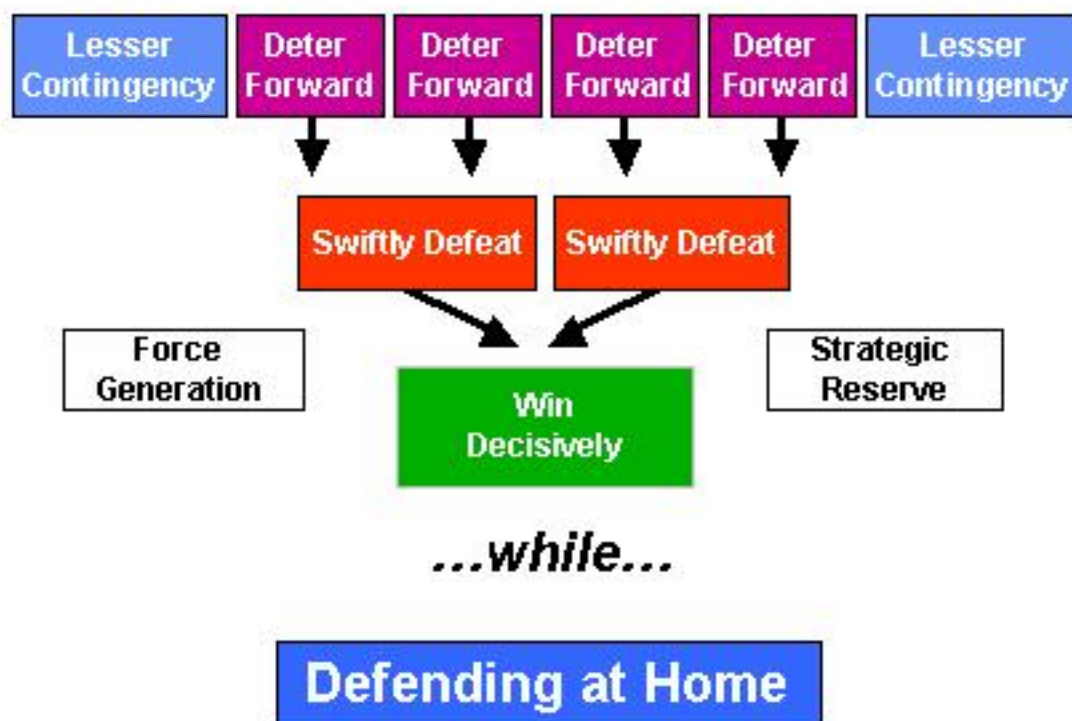 Lesser Contingency
Deter Forward
Deter Forward
Deter Forward
Deter Forward
Lesser Contingency
Swiftly Defeat
Swiftly Defeat
Force
Generation
Strategic
Reserve
Win
Decisively
...while...
Defending at Home